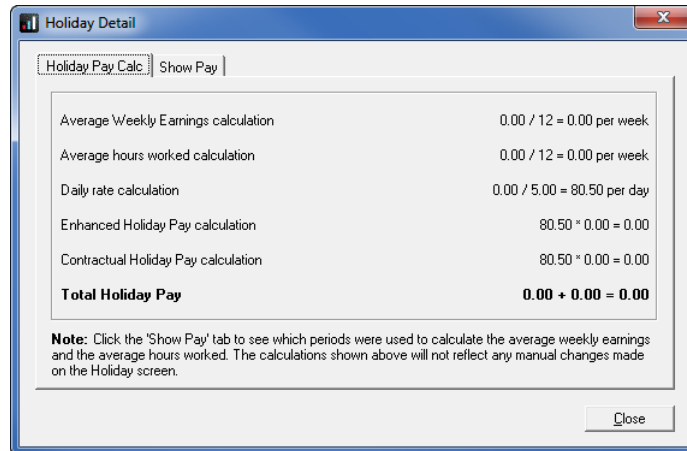 Holiday Detail
Holiday Pay Calc Show Pay
Average Weekly Earnings calculation 0.00 / 12 = 0.00 per week
Average hours worked calculation 0.00 / 12 = 0.00 per week
Daily rate calculation 0.00 / 5.00 = 80.50 per day
Enhanced Holiday Pay calculation 80.50 * 0.00 = 0.00
Contractual Holiday Pay calculation 80.50 * 0.00 = 0.00
Total Holiday Pay 0.00 + 0.00 = 0.00
Note: Click the 'Show Pay' tab to see which periods were used to calculate the average weekly earnings
and the average hours worked. The calculations shown above will not reflect any manual changes made
on the Holiday screen.
Close